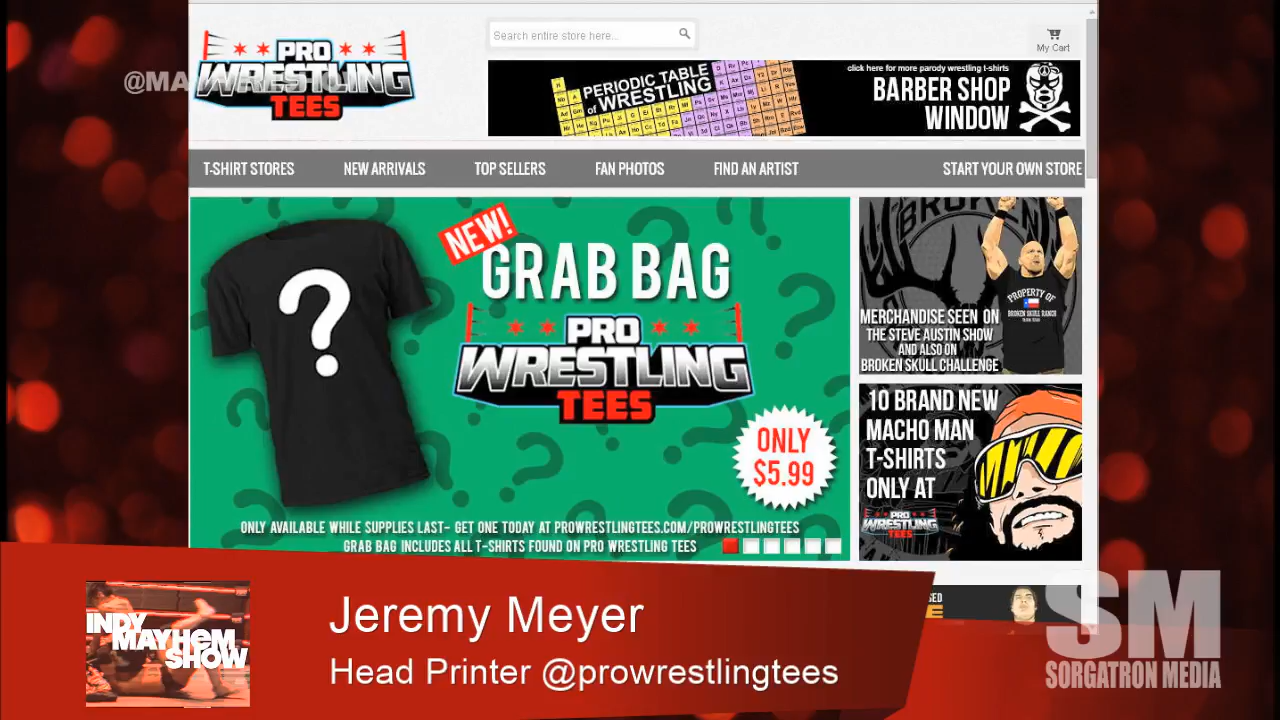 PRO
WRESTLING
TEES
@MA
Search entire store here...
My Cart
PERIODIC TABLE
of WRESTLING
click here for more parody wrestling t-shirts
BARBER SHOP
WINDOW
T-SHIRT STORES
NEW ARRIVALS
TOP SELLERS
FAN PHOTOS
FIND AN ARTIST
START YOUR OWN STORE
NEW!
GRAB BAG
PRO
WRESTLING
TEES
ONLY
$5.99
ONLY AVAILABLE WHILE SUPPLIES LAST- GET ONE TODAY AT PROWRESTLINGTEES.COM/PROWRESTLINGTEES
GRAB BAG INCLUDES ALL T-SHIRTS FOUND ON PRO WRESTLING TEES
?
BROKEN
PROPERTY OF
BROKEN SKULL RANCH
MERCHANDISE SEEN ON
THE STEVE AUSTIN SHOW
AND ALSO ON
BROKEN SKULL CHALLENGE
10 BRAND NEW
MACHO MAN
T-SHIRTS
ONLY AT
PRO
WRESTLING
TEES
INDY
MAYHEM
SHOW
Jeremy Meyer
Head Printer @prowrestlingtees
SM
SORGATRON MEDIA